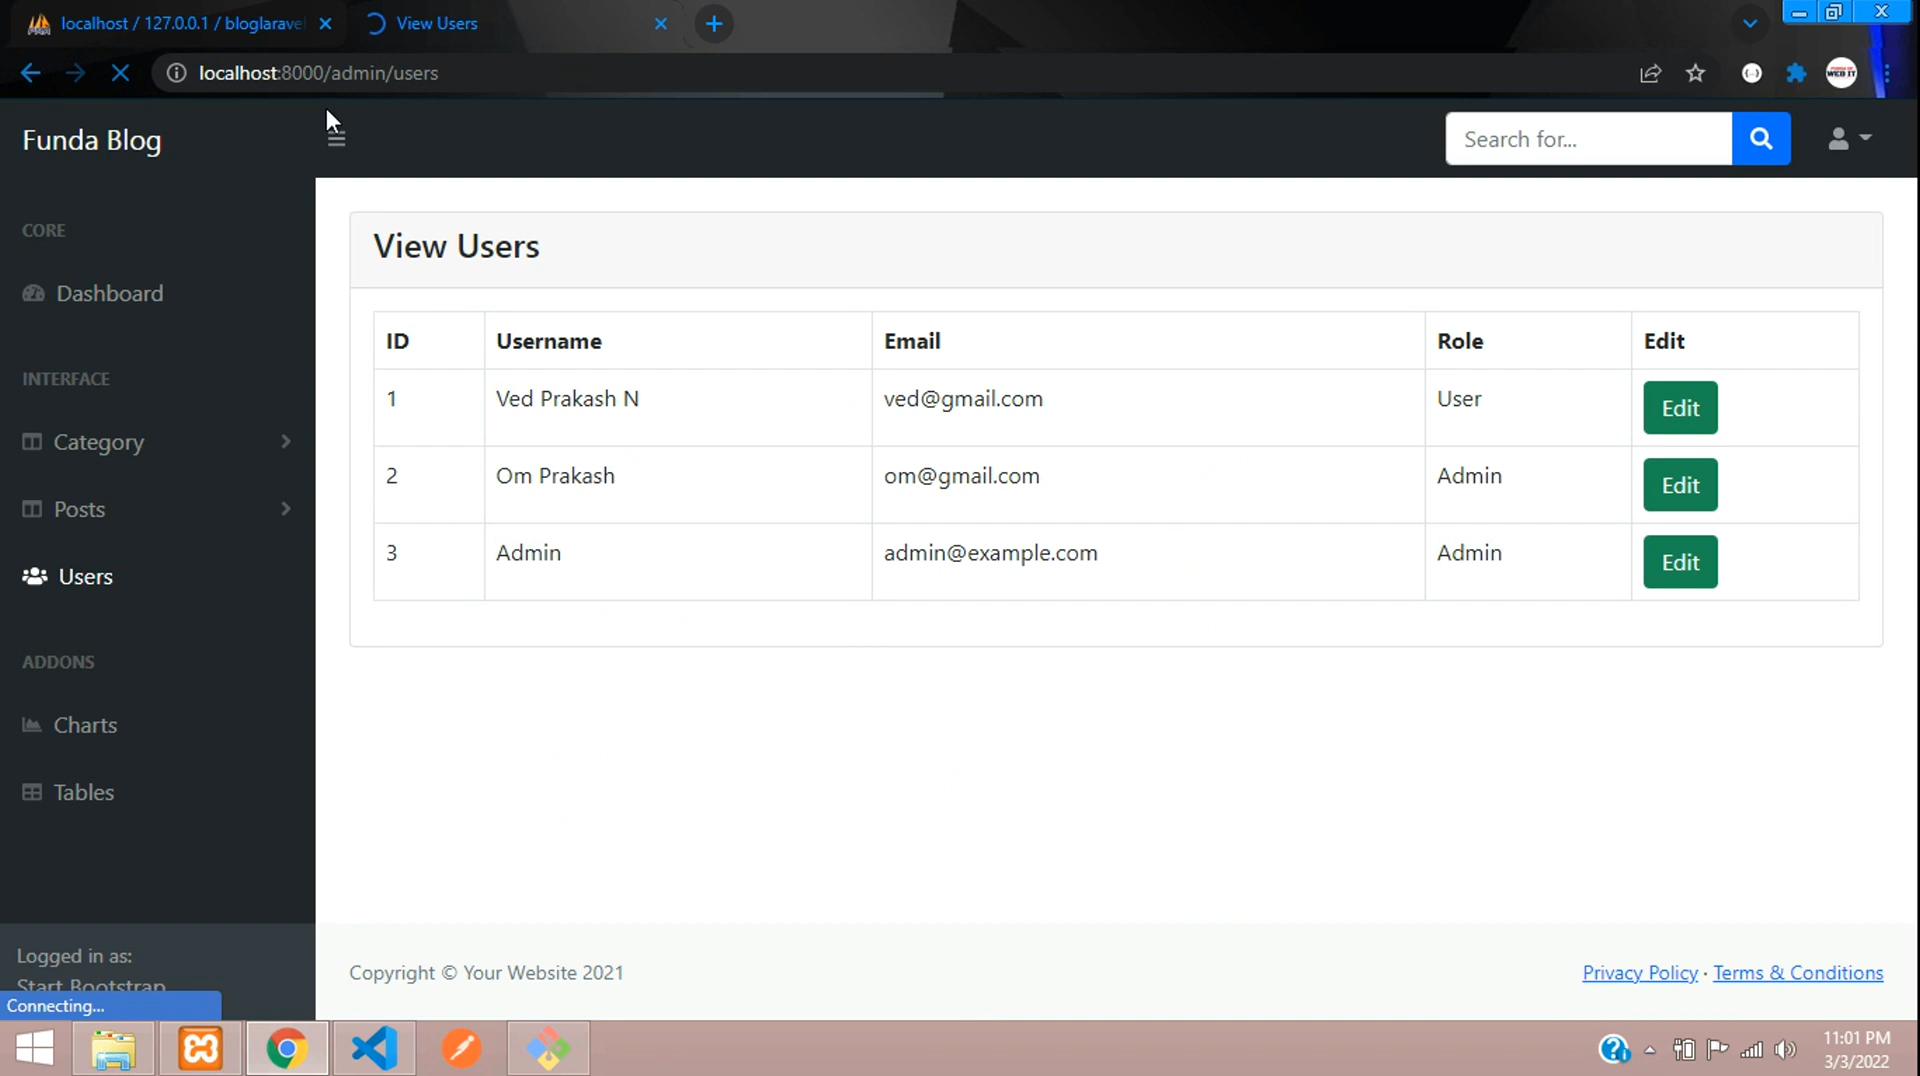 localhost / 127.0.0.1 / bloglarave
View Users
localhost:8000/admin/users
WEB IT
Funda Blog
Search for...
CORE
Dashboard
INTERFACE
Category
Posts
Users
ADDONS
Charts
Tables
Logged in as:
Start Bootstrap
Connecting...
View Users
ID Username Email Role Edit
1 Ved Prakash N ved@gmail.com User Edit
2 Om Prakash om@gmail.com Admin Edit
3 Admin admin@example.com Admin Edit
Copyright © Your Website 2021
Privacy Policy · Terms & Conditions
11:01 PM
3/3/2022